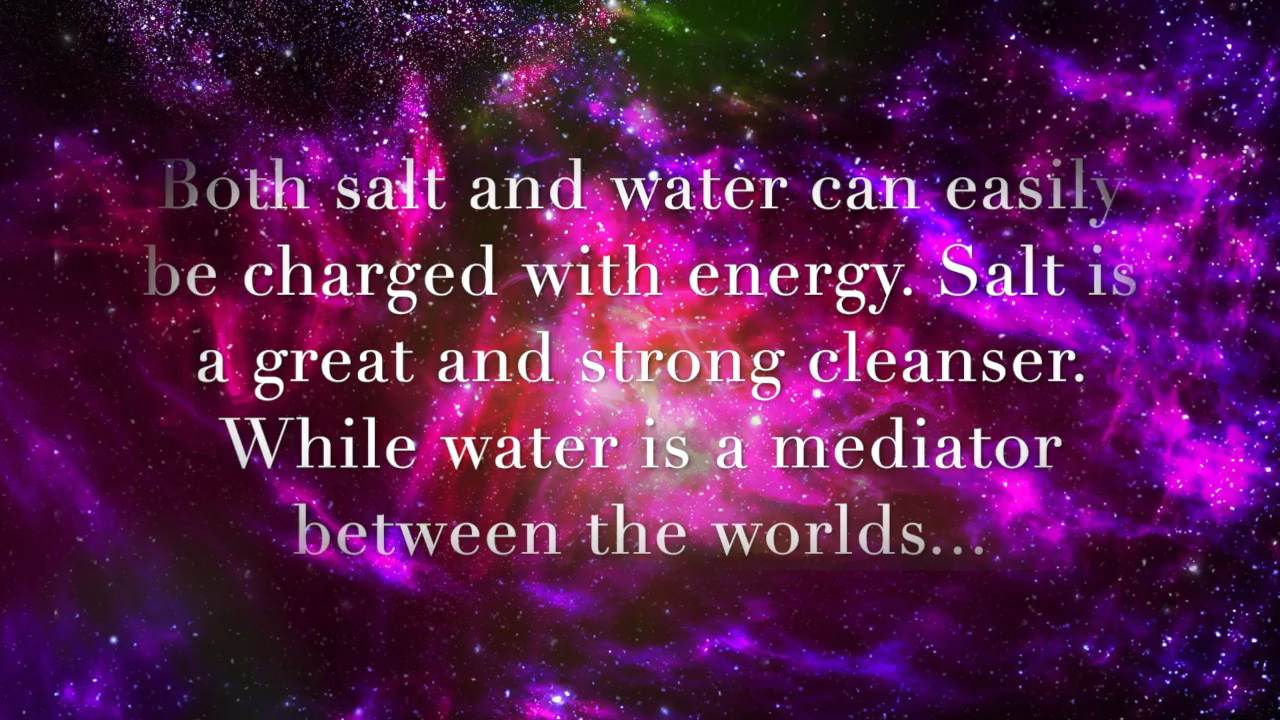 Both salt and water can easily
be charged with energy. Salt is
a great and strong cleanser.
While water is a mediator
between the worlds...